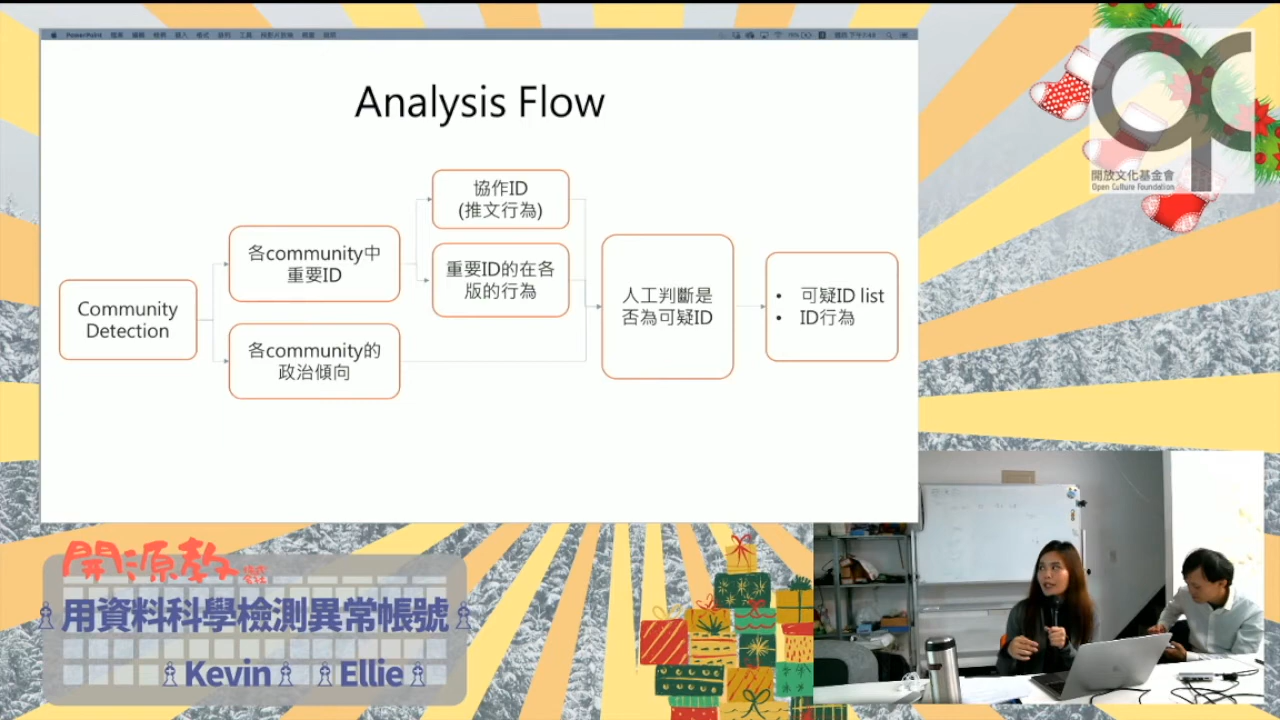 PowerPoint
Analysis Flow
協作ID
(推文行為)
各community中
重要ID
重要ID的在各
版的行為
Community
Detection
各community的
政治傾向
人工判斷是
否為可疑ID
• 可疑ID list
• ID行為
開放文化基金會
Open Culture Foundation
開源教
用資料科學檢測異常帳號
Kevin Ellie